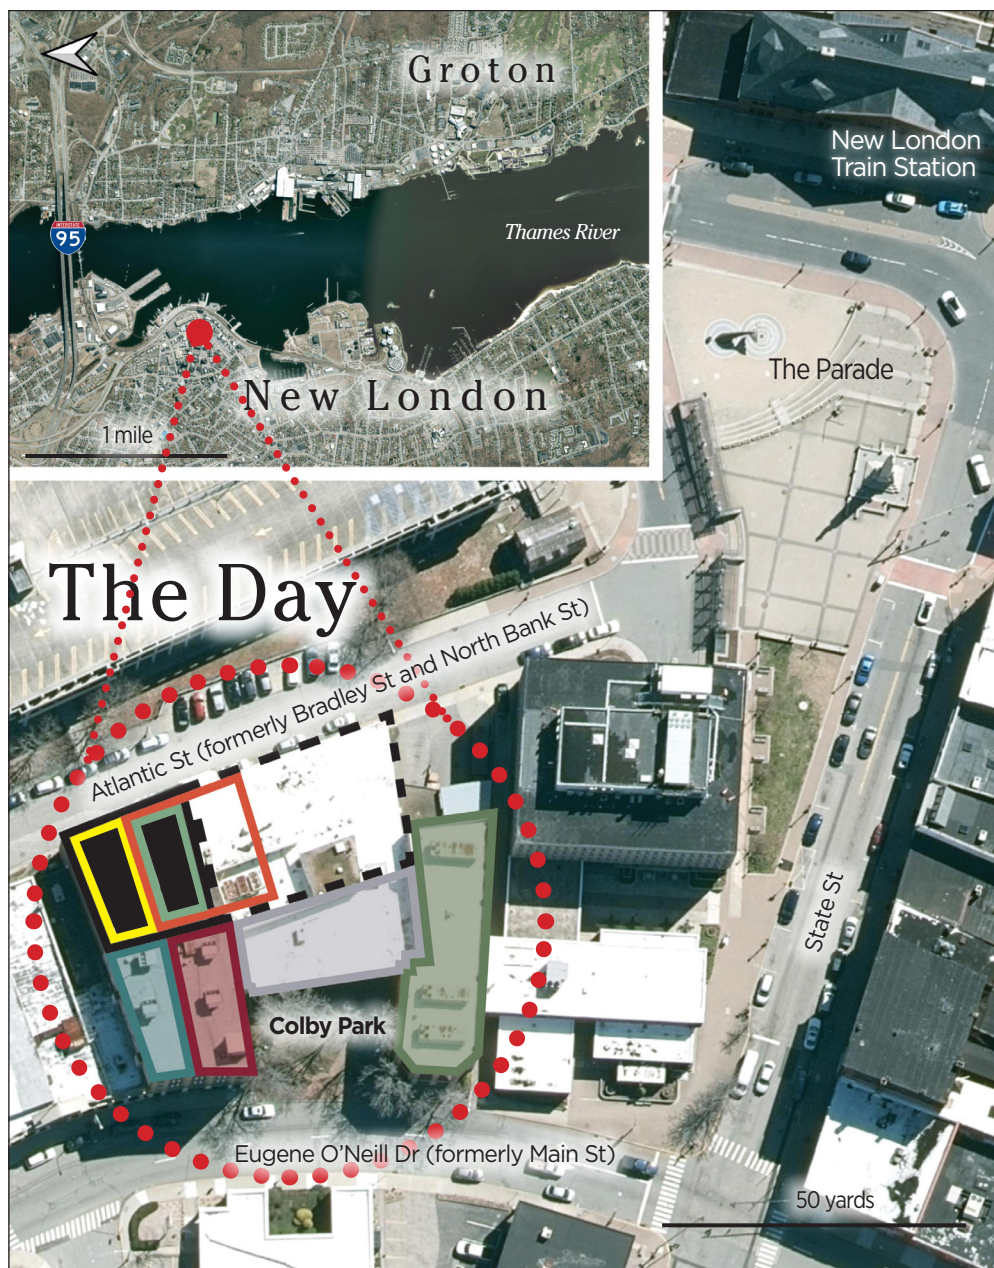 Groton
New London
Train Station
INTERSTATE
95
Thames River
The Parade
New London
1 mile
The Day
Atlantic St (formerly Bradley St and North Bank St)
State St
Colby Park
Eugene O'Neill Dr (formerly Main St)
50 yards